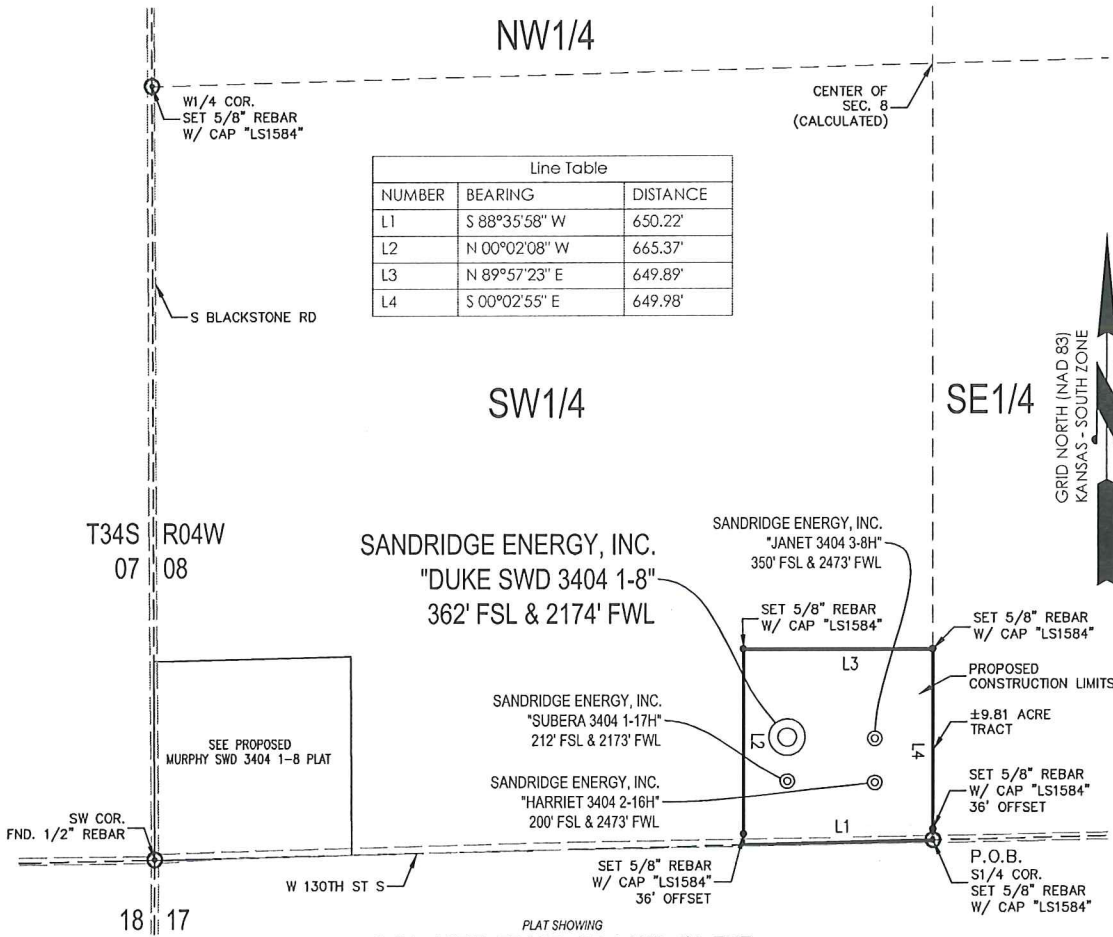 NW1/4
W1/4 COR.
SET 5/8" REBAR
W/ CAP "LS1584"
CENTER OF
SEC. 8
(CALCULATED)
Line Table
NUMBER BEARING DISTANCE
L1 S 88°35'58" W 650.22'
L2 N 00°02'08" W 665.37'
L3 N 89°57'23" E 649.89'
L4 S 00°02'55" E 649.98'
S BLACKSTONE RD
GRID NORTH (NAD 83)
KANSAS - SOUTH ZONE
SW1/4
SE1/4
T34S R04W
07 08
SANDRIDGE ENERGY, INC.
"DUKE SWD 3404 1-8"
362' FSL & 2174' FWL
SANDRIDGE ENERGY, INC.
"JANET 3404 3-8H"
350' FSL & 2473' FWL
SET 5/8" REBAR
W/ CAP "LS1584"
SET 5/8" REBAR
W/ CAP "LS1584"
L3
PROPOSED
CONSTRUCTION LIMITS
±9.81 ACRE
TRACT
L2
L4
SANDRIDGE ENERGY, INC.
"SUBERA 3404 1-17H"
212' FSL & 2173' FWL
SEE PROPOSED
MURPHY SWD 3404 1-8 PLAT
SANDRIDGE ENERGY, INC.
"HARRIET 3404 2-16H"
200' FSL & 2473' FWL
SET 5/8" REBAR
W/ CAP "LS1584"
36' OFFSET
SW COR.
FND. 1/2" REBAR
L1
W 130TH ST S
SET 5/8" REBAR
W/ CAP "LS1584"
36' OFFSET
P.O.B.
S1/4 COR.
SET 5/8" REBAR
W/ CAP "LS1584"
18 17
PLAT SHOWING